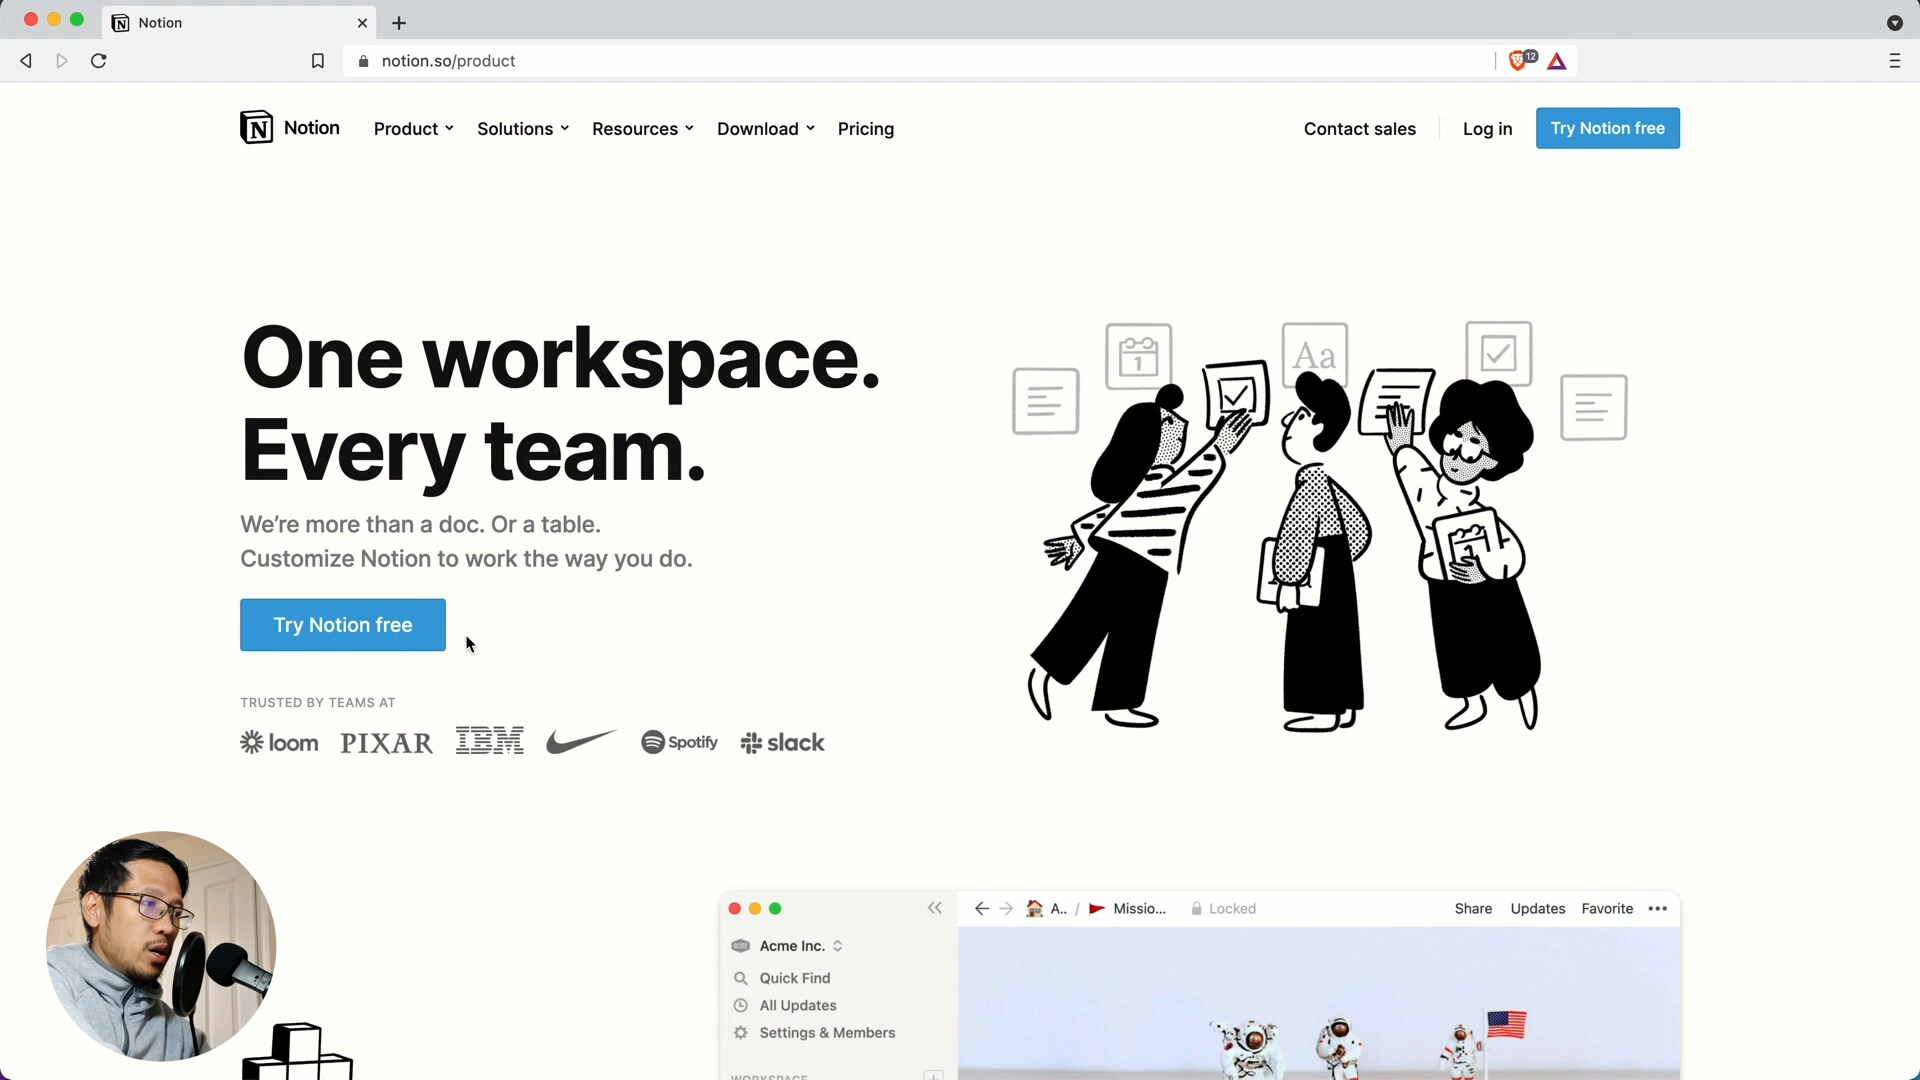 Notion
notion.so/product
12
Notion
Product
Solutions
Resources
Download
Pricing
Contact sales
Log in
Try Notion free
One workspace.
Every team.
We're more than a doc. Or a table.
Customize Notion to work the way you do.
Try Notion free
TRUSTED BY TEAMS AT
loom
PIXAR
IBM
Spotify
slack
1
Aa
A.. / Missio...
Locked
Share
Updates
Favorite
Acme Inc.
Quick Find
All Updates
Settings & Members
WORKSPACE